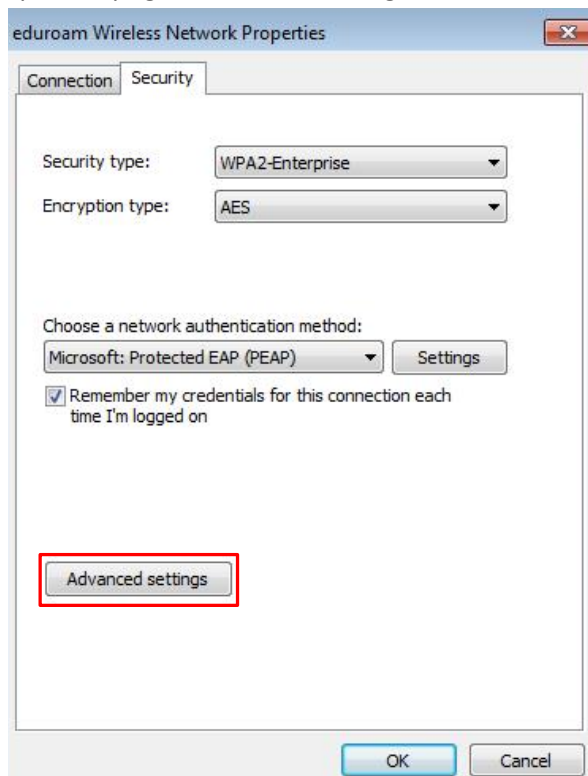 eduroam Wireless Network Properties
Connection Security
Security type: WPA2-Enterprise
Encryption type: AES
Choose a network authentication method:
Microsoft: Protected EAP (PEAP) Settings
Remember my credentials for this connection each
time I'm logged on
Advanced settings
OK Cancel